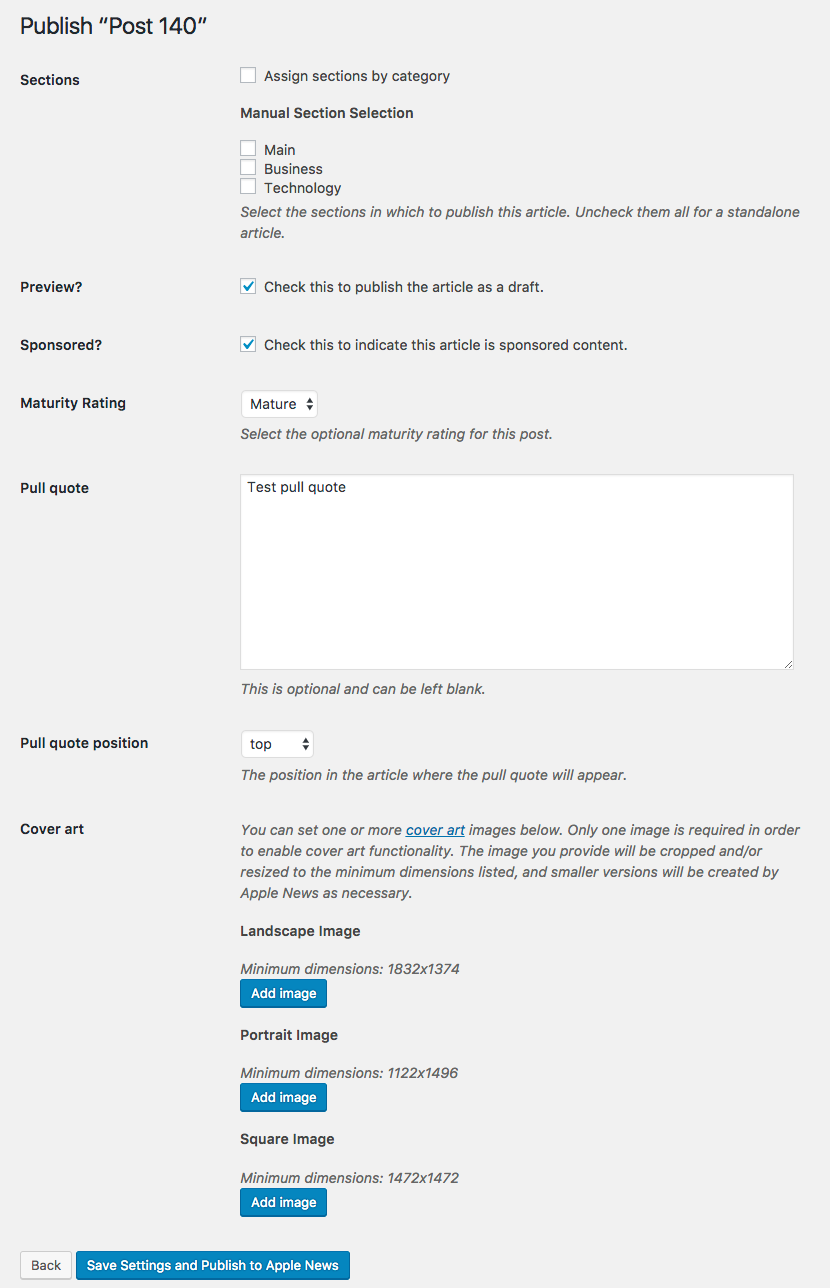 Publish “Post 140”
Sections
Assign sections by category
Manual Section Selection
Main
Business
Technology
Select the sections in which to publish this article. Uncheck them all for a standalone
article.
Preview?
Check this to publish the article as a draft.
Sponsored?
Check this to indicate this article is sponsored content.
Maturity Rating
Mature
Select the optional maturity rating for this post.
Pull quote
Test pull quote
This is optional and can be left blank.
Pull quote position
top
The position in the article where the pull quote will appear.
Cover art
You can set one or more cover art images below. Only one image is required in order
to enable cover art functionality. The image you provide will be cropped and/or
resized to the minimum dimensions listed, and smaller versions will be created by
Apple News as necessary.
Landscape Image
Minimum dimensions: 1832x1374
Add image
Portrait Image
Minimum dimensions: 1122x1496
Add image
Square Image
Minimum dimensions: 1472x1472
Add image
Back
Save Settings and Publish to Apple News